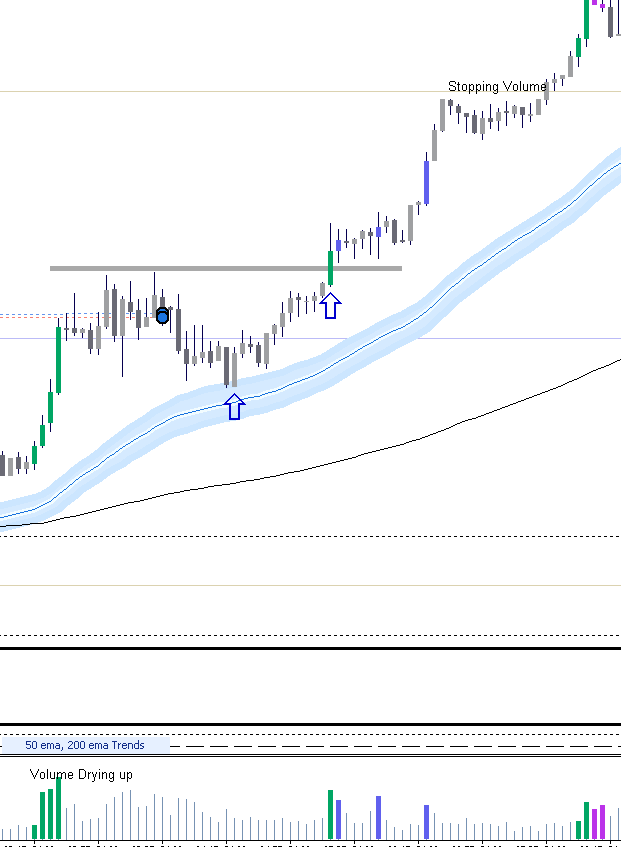 Stopping Volume
50 ema, 200 ema Trends
Volume Drying up